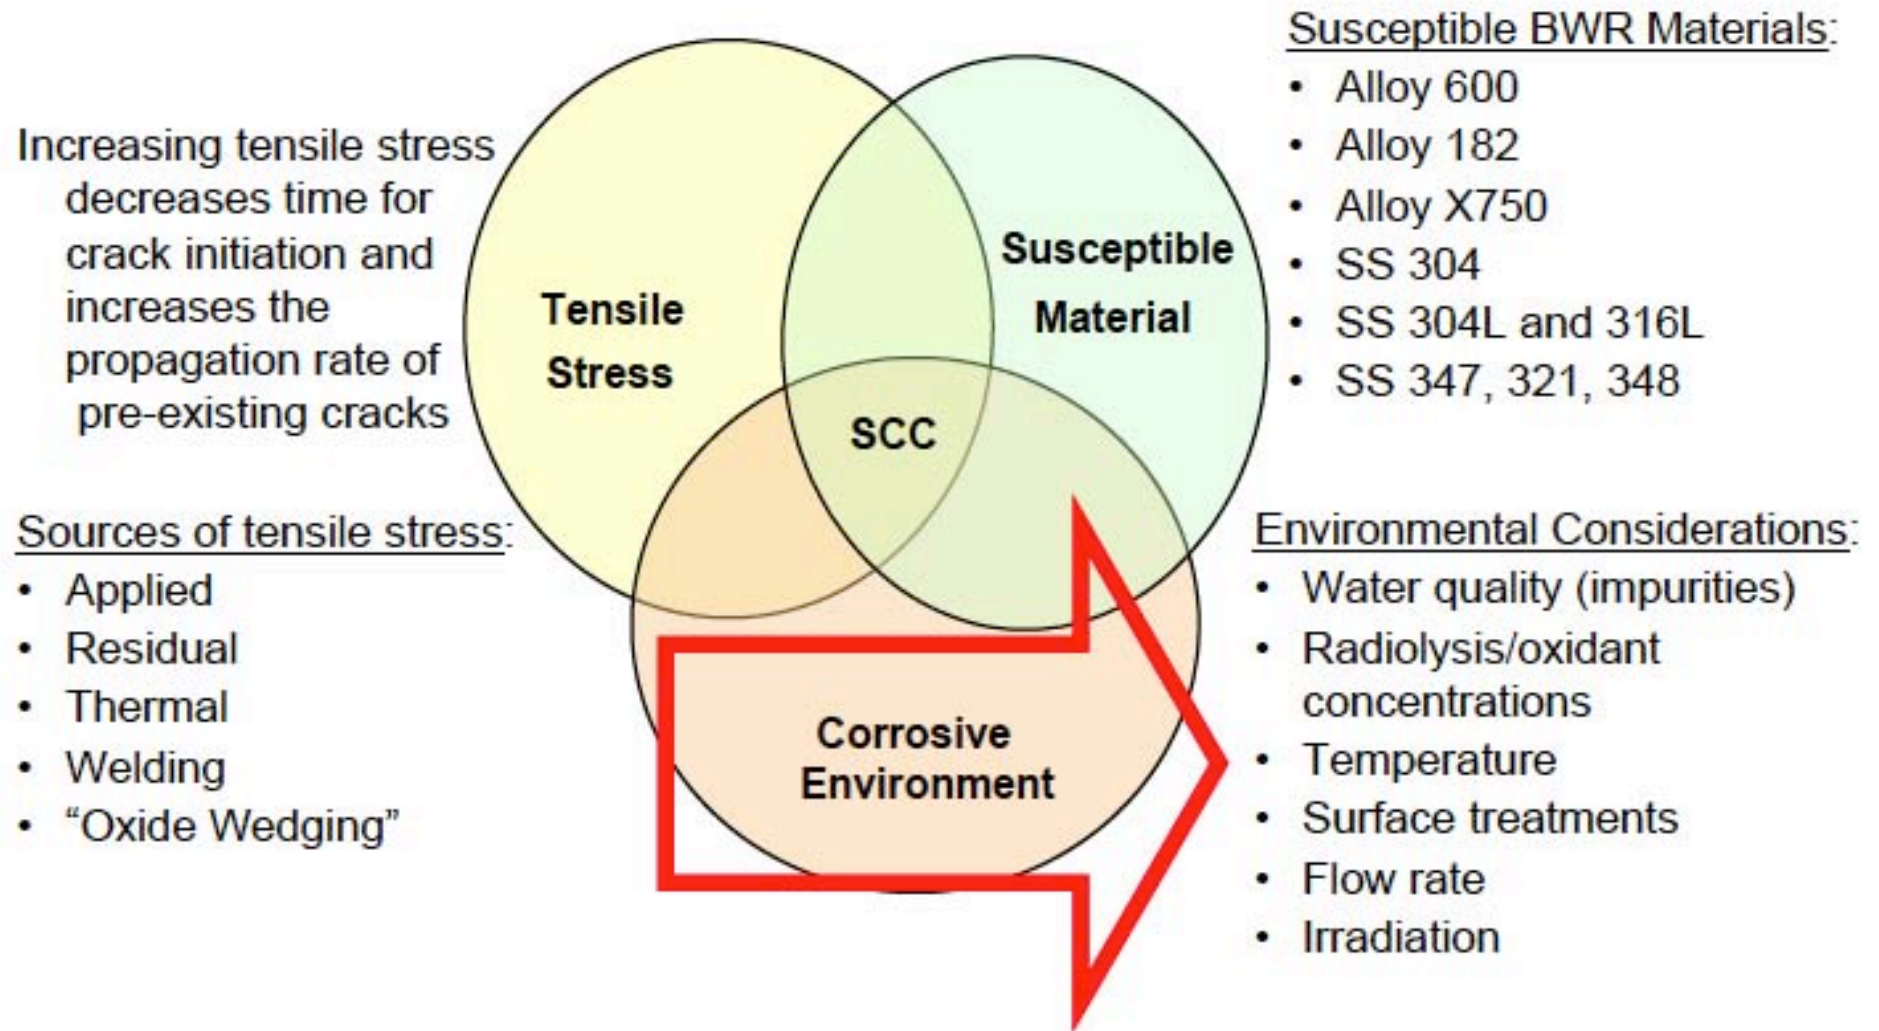 Increasing tensile stress
decreases time for
crack initiation and
increases the
propagation rate of
pre-existing cracks
Sources of tensile stress:
• Applied
• Residual
• Thermal
• Welding
• “Oxide Wedging”
Tensile
Stress
Susceptible
Material
SCC
Corrosive
Environment
Susceptible BWR Materials:
• Alloy 600
• Alloy 182
• Alloy X750
• SS 304
• SS 304L and 316L
• SS 347, 321, 348
Environmental Considerations:
• Water quality (impurities)
• Radiolysis/oxidant
concentrations
• Temperature
• Surface treatments
• Flow rate
• Irradiation